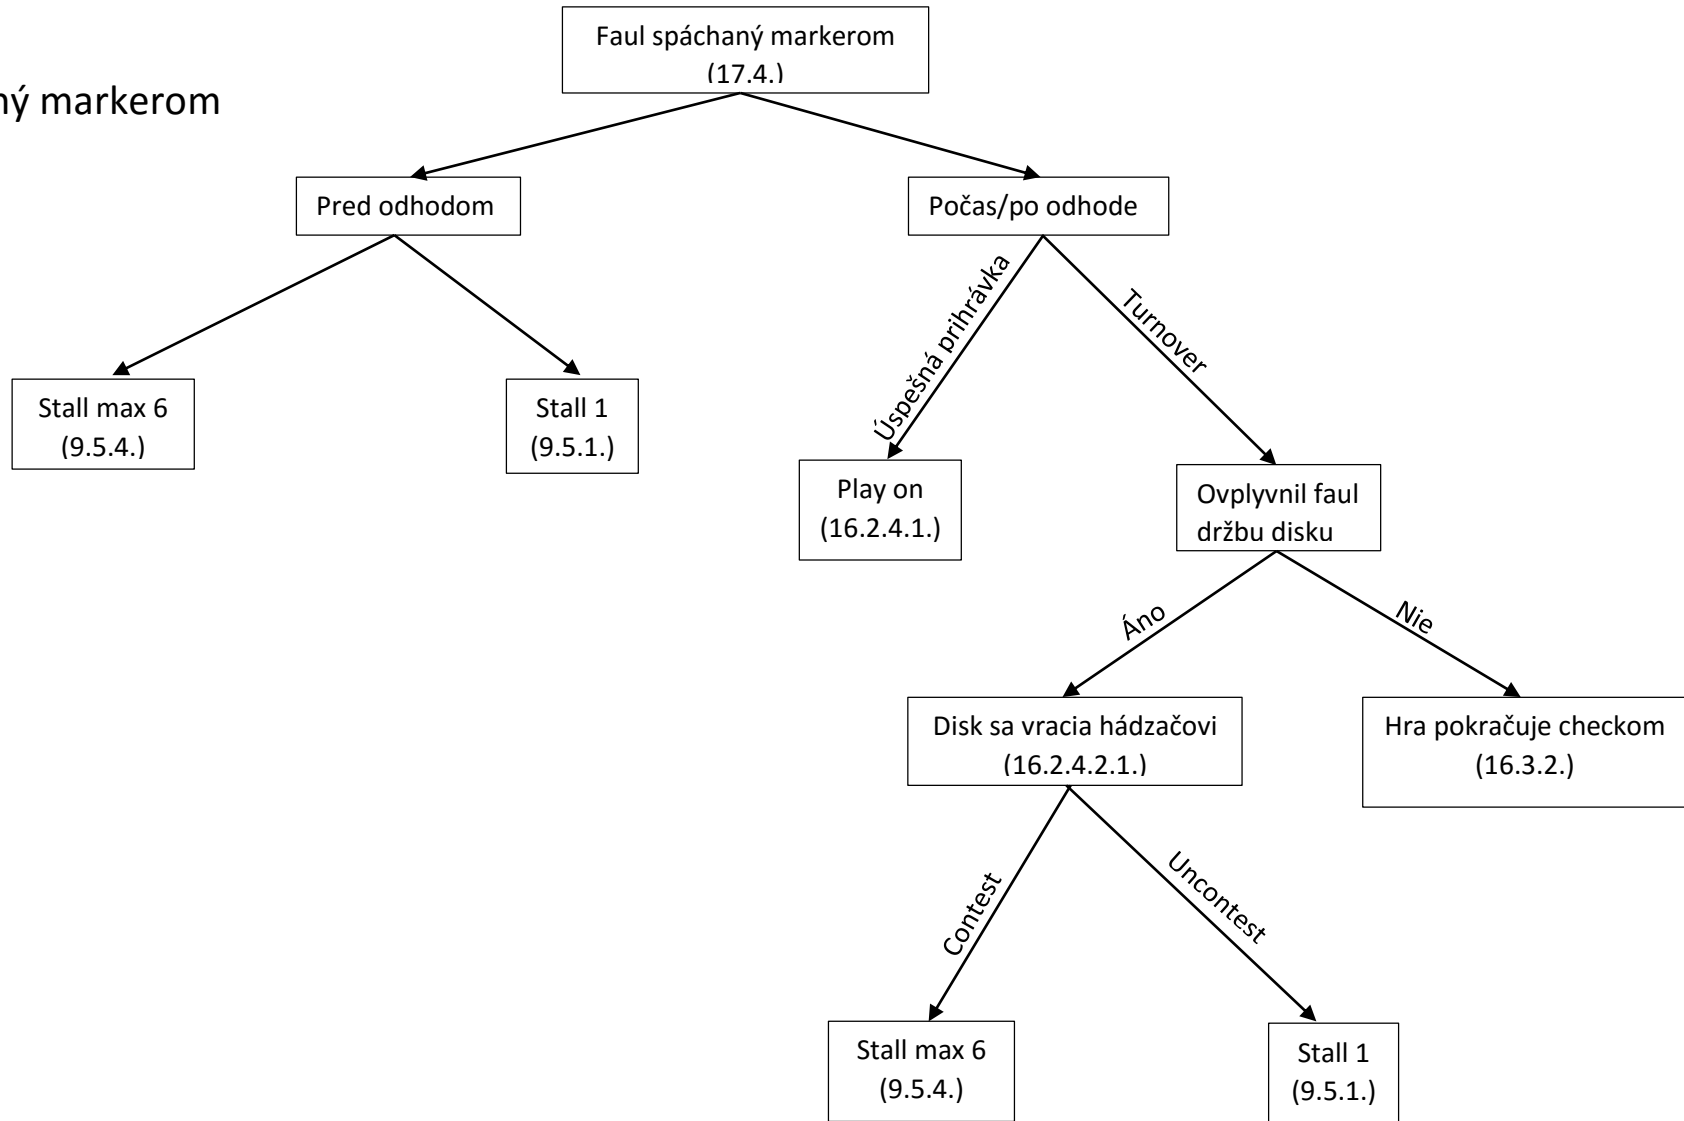 Faul spáchaný markerom
(17.4.)
ný markerom
Pred odhodom
Počas/po odhode
Úspešná prihrávka
Turnover
Stall max 6
(9.5.4.)
Stall 1
(9.5.1.)
Play on
(16.2.4.1.)
Ovplyvnil faul
držbu disku
Áno
Nie
Disk sa vracia hádzačovi
(16.2.4.2.1.)
Hra pokračuje checkom
(16.3.2.)
Contest
Uncontest
Stall max 6
(9.5.4.)
Stall 1
(9.5.1.)